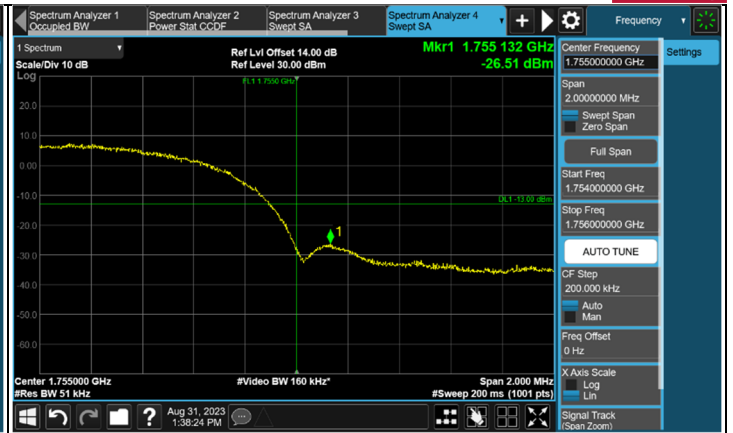 Spectrum Analyzer 1
Occupied BW
Spectrum Analyzer 2
Power Stat CCDF
Spectrum Analyzer 3
Swept SA
Spectrum Analyzer 4
Swept SA
Frequency
1 Spectrum
Scale/Div 10 dB
Log
Ref Lvl Offset 14.00 dB
Ref Level 30.00 dBm
Mkr1 1.755 132 GHz
-26.51 dBm
FL1 1.7550 GHz
20.0
10.0
0.00
-10.0
DL1 -13.00 dBm
-20.0
1
-30.0
-40.0
-50.0
-60.0
Center 1.755000 GHz
#Res BW 51 kHz
#Video BW 160 kHz*
Span 2.000 MHz
#Sweep 200 ms (1001 pts)
Center Frequency
1.755000000 GHz
Settings
Span
2.00000000 MHz
Swept Span
Zero Span
Full Span
Start Freq
1.754000000 GHz
Stop Freq
1.756000000 GHz
AUTO TUNE
CF Step
200.000 kHz
Auto
Man
Freq Offset
0 Hz
X Axis Scale
Log
Lin
Signal Track
(Span Zoom)
?
Aug 31, 2023
1:38:24 PM